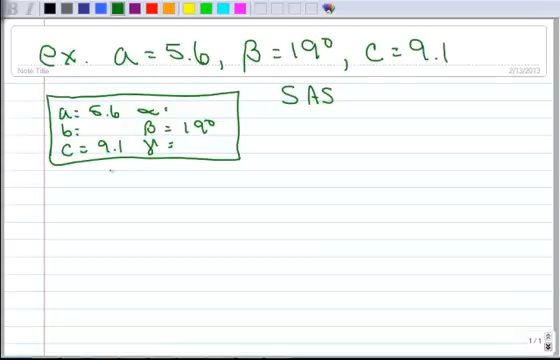 B I
ex. a = 5.6, β = 19°, c = 9.1
Note Title
2/13/2013
SAS
a = 5.6 α:
b: β = 19°
c = 9.1 γ =
1 / 1